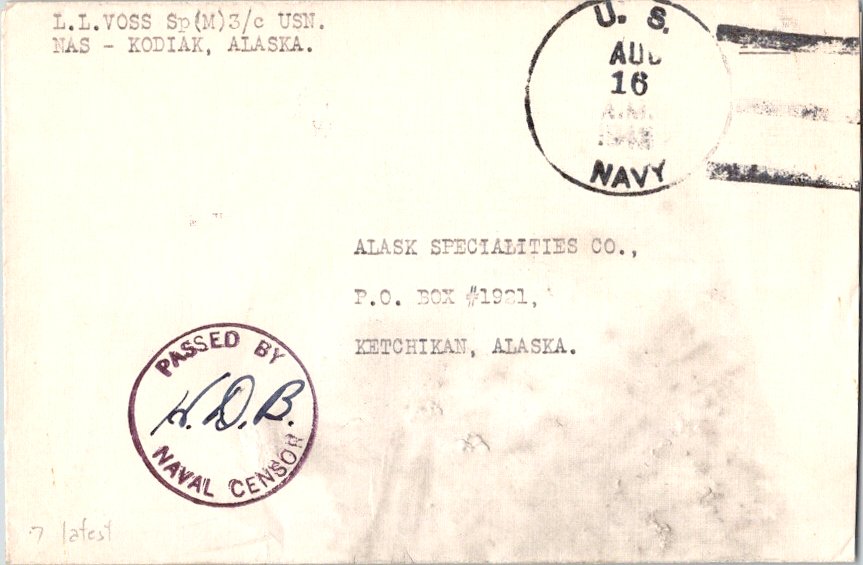 L.L.VOSS Sp(M)3/c USN.
NAS - KODIAK, ALASKA.
U. S.
AUG
16
A.M.
NAVY
ALASK SPECIALITIES CO.,
P.O. BOX #1921,
KETCHIKAN, ALASKA.
PASSED BY
H.D.B.
NAVAL CENSOR
7 latest